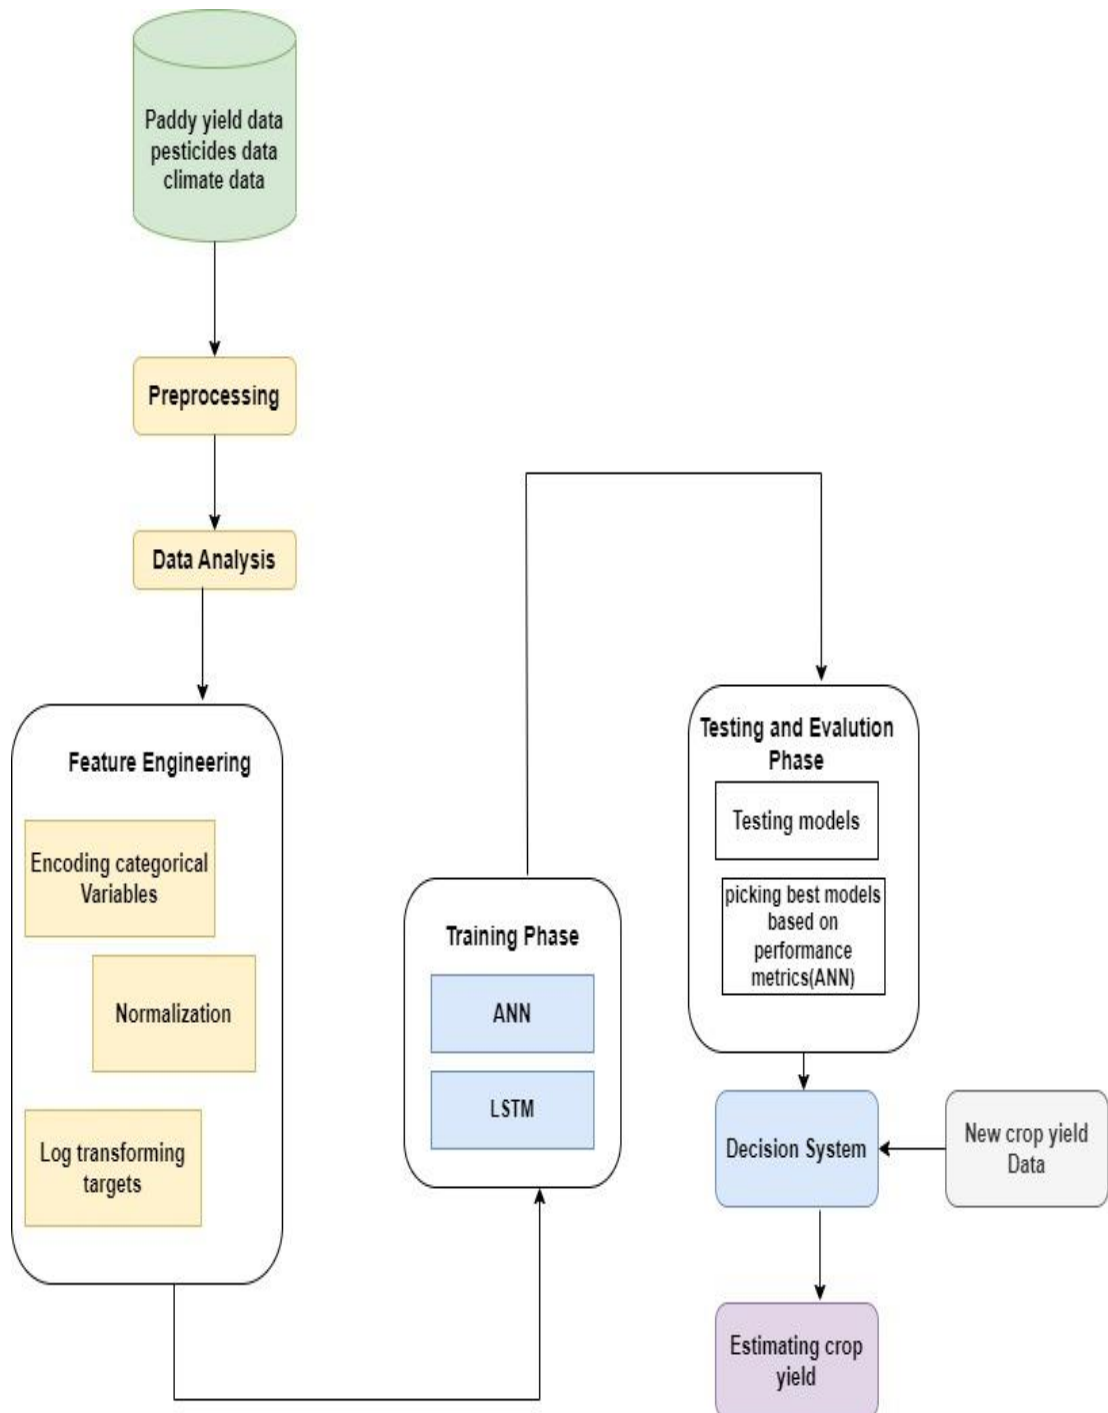 Paddy yield data
pesticides data
climate data
Preprocessing
Data Analysis
Feature Engineering
Encoding categorical
Variables
Normalization
Log transforming
targets
Training Phase
ANN
LSTM
Testing and Evalution
Phase
Testing models
picking best models
based on
performance
metrics(ANN)
Decision System
New crop yield
Data
Estimating crop
yield